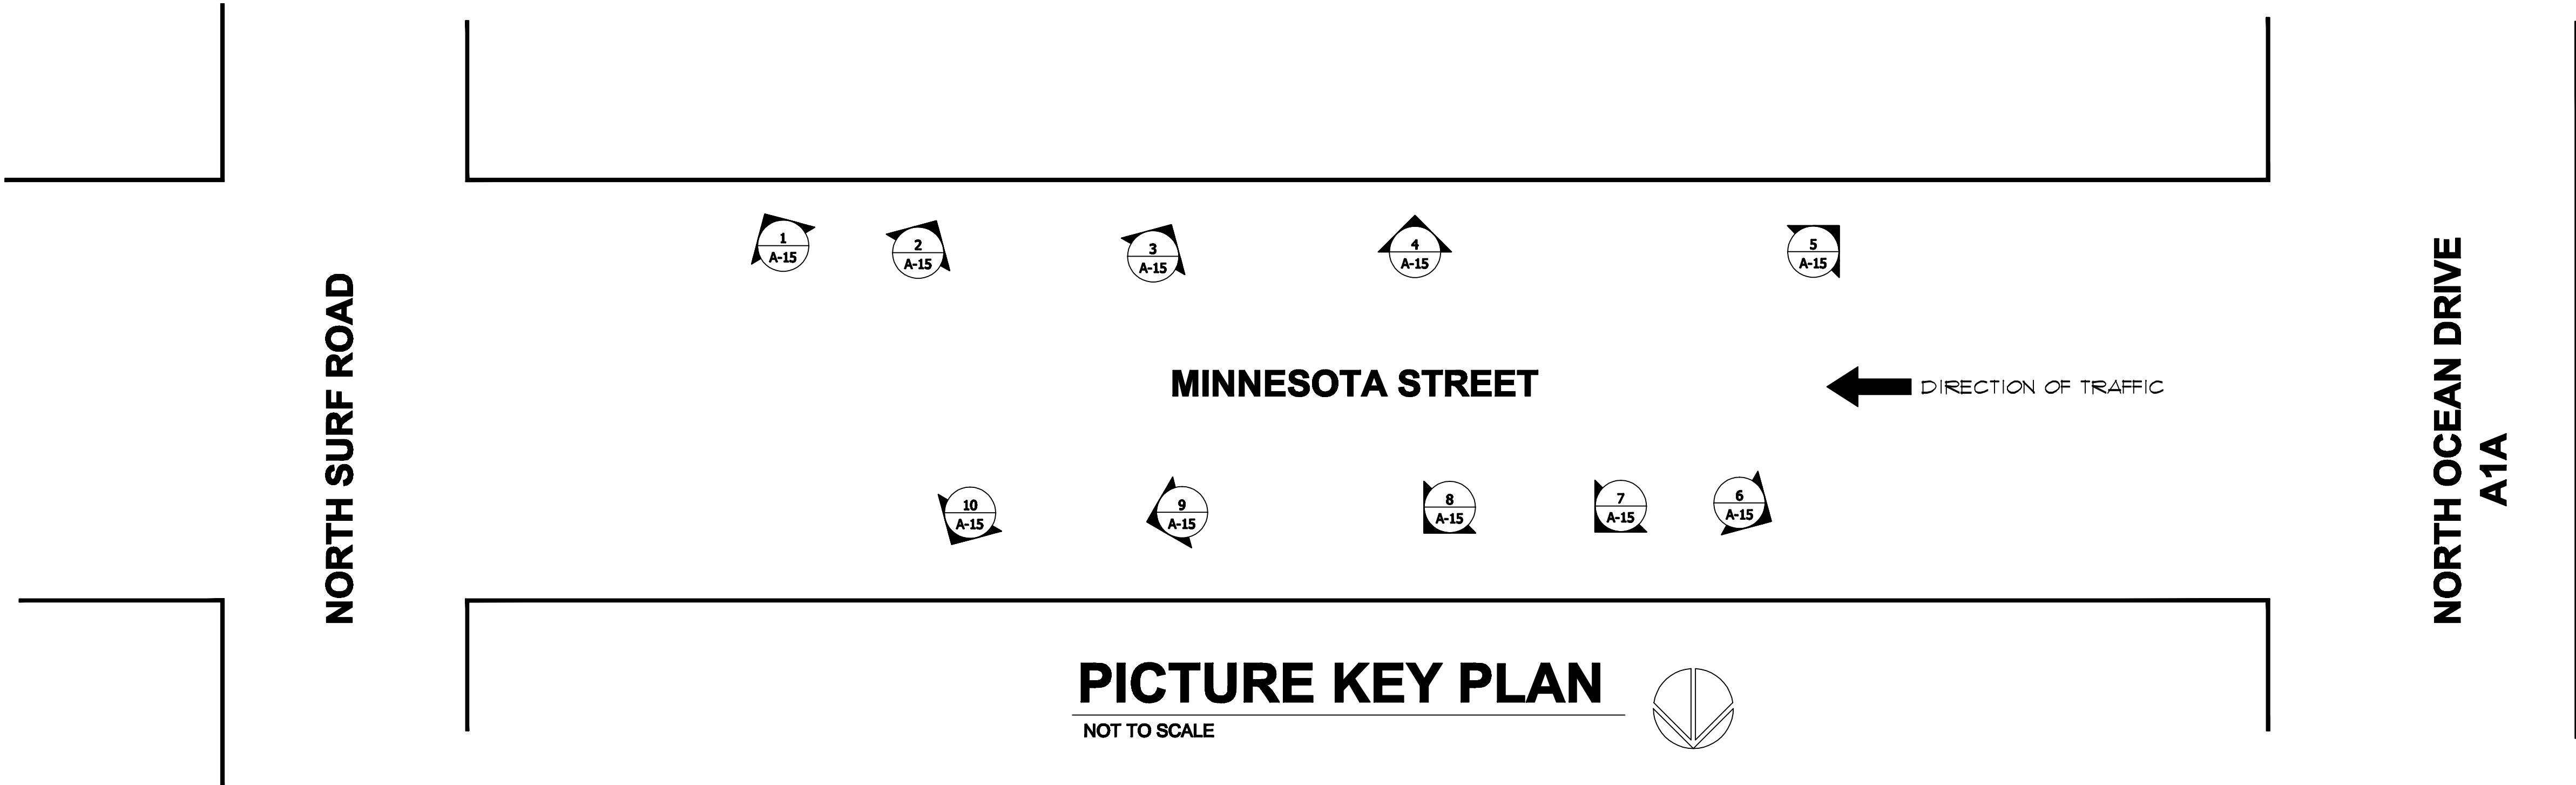 1
A-15
2
A-15
3
A-15
4
A-15
5
A-15
NORTH SURF ROAD
MINNESOTA STREET
DIRECTION OF TRAFFIC
NORTH OCEAN DRIVE
A1A
10
A-15
9
A-15
8
A-15
7
A-15
6
A-15
PICTURE KEY PLAN
NOT TO SCALE